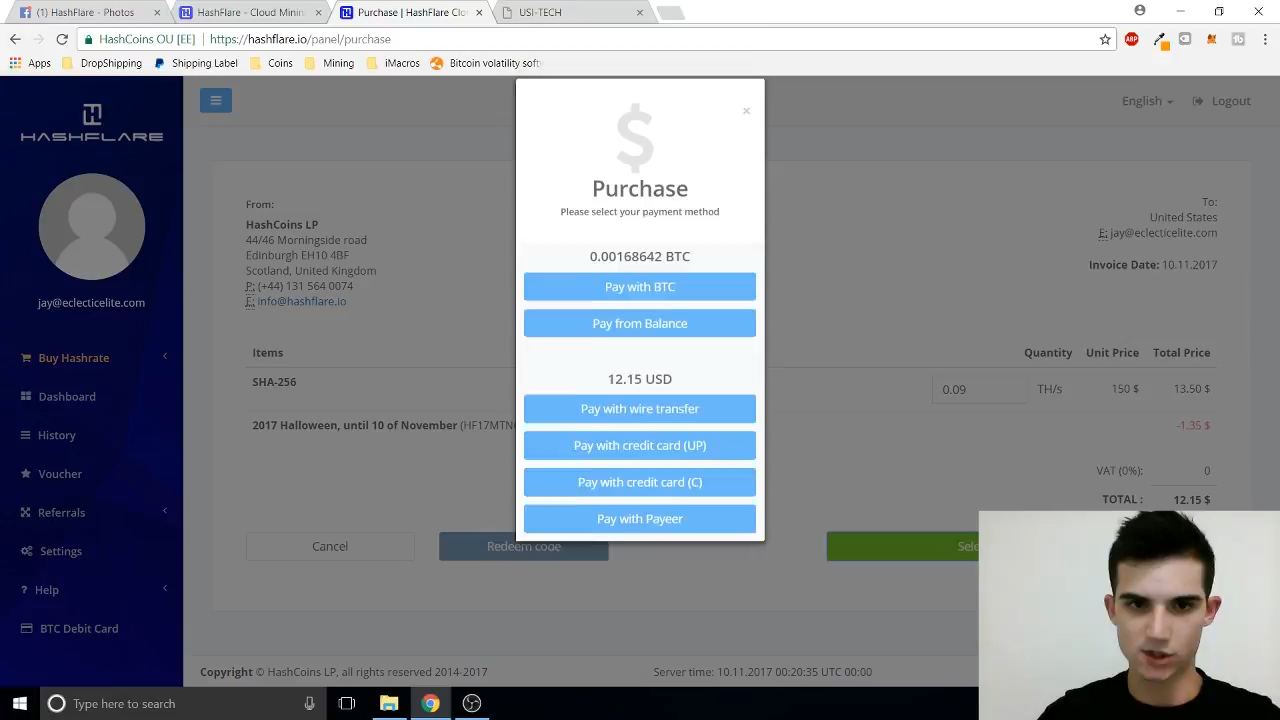 HashFlare - Photos
HashFlare - Cloud Minin
Purchase | HashFlare Clo
USI-TECH
HashCoins OU [EE]
https://hashflare.io/panel/purchase
Apps
DropShipping
Shipping Label
Coins
Mining
iMacros
Bitcoin volatility softw
HASHFLARE
English
Logout
jay@eclecticelite.com
Buy Hashrate
Dashboard
History
Voucher
Referrals
Settings
Help
BTC Debit Card
From:
HashCoins LP
44/46 Morningside road
Edinburgh EH10 4BF
Scotland, United Kingdom
P: (+44) 131 564 0074
E: info@hashflare.io
To:
United States
E: jay@eclecticelite.com
Invoice Date: 10.11.2017
Items
Quantity
Unit Price
Total Price
SHA-256
0.09
TH/s
150 $
13.50 $
2017 Halloween, until 10 of November (HF17MTN
-1.35 $
VAT (0%):
0
TOTAL :
12.15 $
Cancel
Redeem code
Sele
$
Purchase
Please select your payment method
0.00168642 BTC
Pay with BTC
Pay from Balance
12.15 USD
Pay with wire transfer
Pay with credit card (UP)
Pay with credit card (C)
Pay with Payeer
Copyright © HashCoins LP, all rights reserved 2014-2017
Server time: 10.11.2017 00:20:35 UTC 00:00
Type here to search